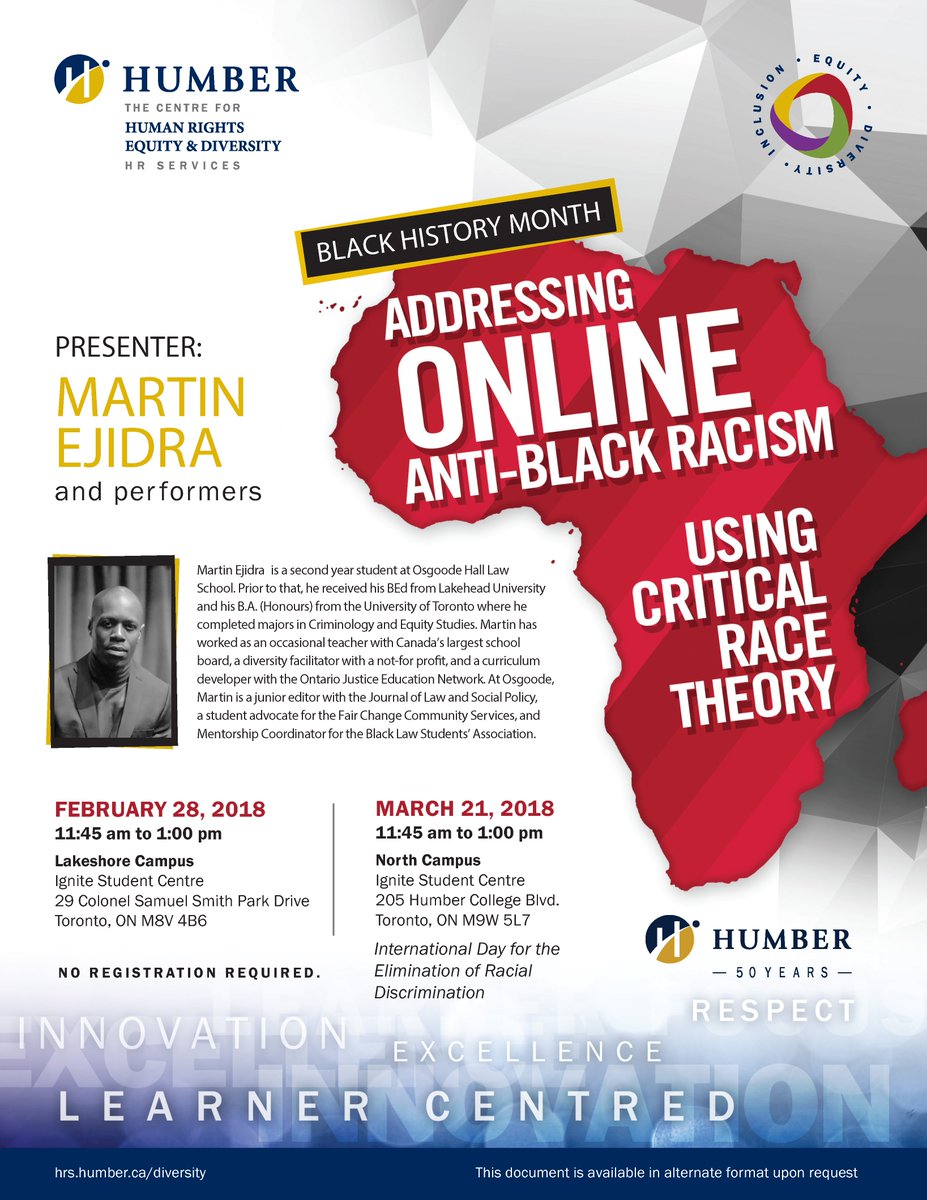 HUMBER
THE CENTRE FOR
HUMAN RIGHTS
EQUITY & DIVERSITY
HR SERVICES
INCLUSION • EQUITY • DIVERSITY •
BLACK HISTORY MONTH
ADDRESSING
ONLINE
ANTI-BLACK RACISM
USING
CRITICAL
RACE
THEORY
PRESENTER:
MARTIN
EJIDRA
and performers
Martin Ejidra is a second year student at Osgoode Hall Law
School. Prior to that, he received his BEd from Lakehead University
and his B.A. (Honours) from the University of Toronto where he
completed majors in Criminology and Equity Studies. Martin has
worked as an occasional teacher with Canada's largest school
board, a diversity facilitator with a not-for profit, and a curriculum
developer with the Ontario Justice Education Network. At Osgoode,
Martin is a junior editor with the Journal of Law and Social Policy,
a student advocate for the Fair Change Community Services, and
Mentorship Coordinator for the Black Law Students' Association.
FEBRUARY 28, 2018
11:45 am to 1:00 pm
Lakeshore Campus
Ignite Student Centre
29 Colonel Samuel Smith Park Drive
Toronto, ON M8V 4B6
MARCH 21, 2018
11:45 am to 1:00 pm
North Campus
Ignite Student Centre
205 Humber College Blvd.
Toronto, ON M9W 5L7
International Day for the
Elimination of Racial
Discrimination
NO REGISTRATION REQUIRED.
HUMBER
— 50 YEARS —
RESPECT
INNOVATION
EXCELLENCE
INNOVATION
LEARNER CENTRED
hrs.humber.ca/diversity
This document is available in alternate format upon request